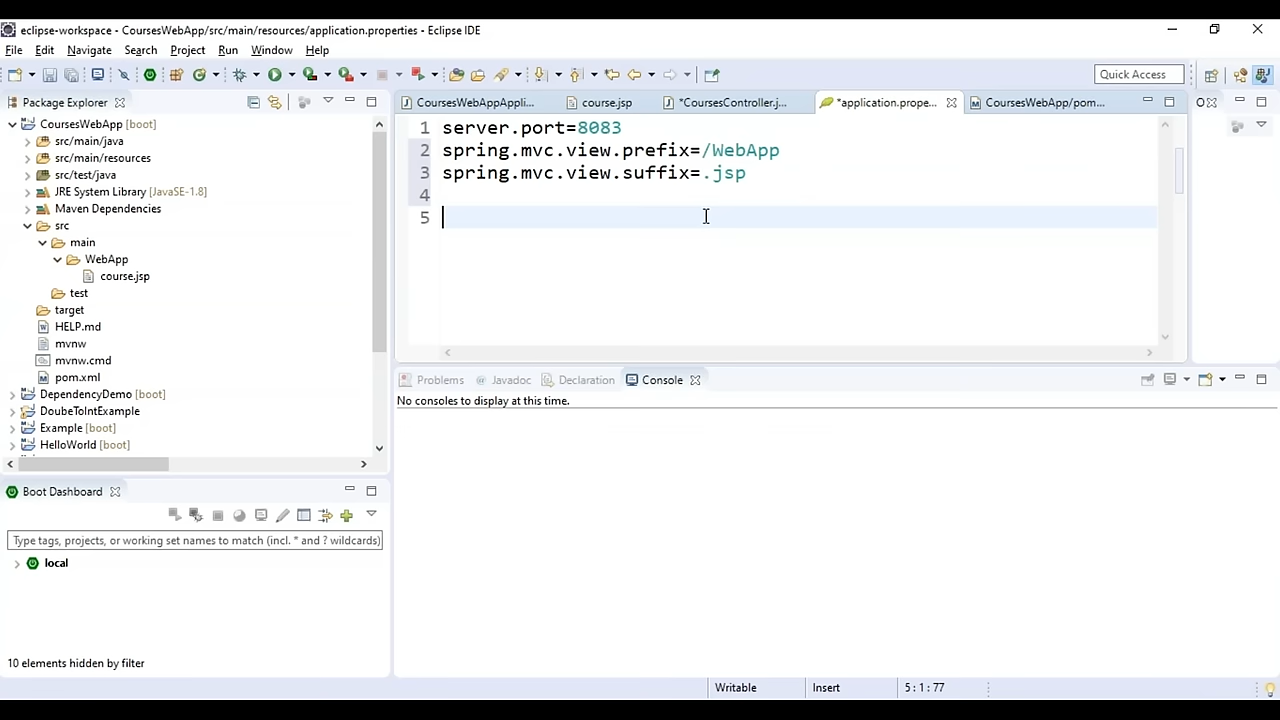 eclipse-workspace - CoursesWebApp/src/main/resources/application.properties - Eclipse IDE
File Edit Navigate Search Project Run Window Help
Quick Access
Package Explorer
CoursesWebAppAppli...
course.jsp
*CoursesController.j...
*application.prope...
CoursesWebApp/pom...
O
CoursesWebApp [boot]
src/main/java
src/main/resources
src/test/java
JRE System Library [JavaSE-1.8]
Maven Dependencies
src
main
WebApp
course.jsp
test
target
HELP.md
mvnw
mvnw.cmd
pom.xml
DependencyDemo [boot]
DoubeToIntExample
Example [boot]
HelloWorld [boot]
1 server.port=8083
2 spring.mvc.view.prefix=/WebApp
3 spring.mvc.view.suffix=.jsp
4
5
Problems Javadoc Declaration Console
No consoles to display at this time.
Boot Dashboard
Type tags, projects, or working set names to match (incl. * and ? wildcards)
local
10 elements hidden by filter
Writable Insert 5 : 1 : 77